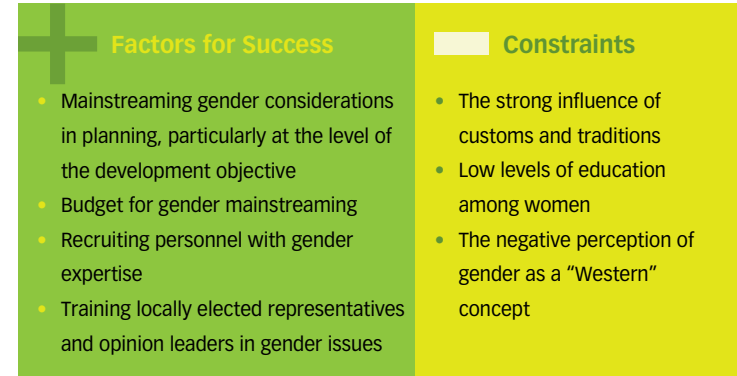 Factors for Success
• Mainstreaming gender considerations
in planning, particularly at the level of
the development objective
• Budget for gender mainstreaming
• Recruiting personnel with gender
expertise
• Training locally elected representatives
and opinion leaders in gender issues
Constraints
• The strong influence of
customs and traditions
• Low levels of education
among women
• The negative perception of
gender as a “Western”
concept